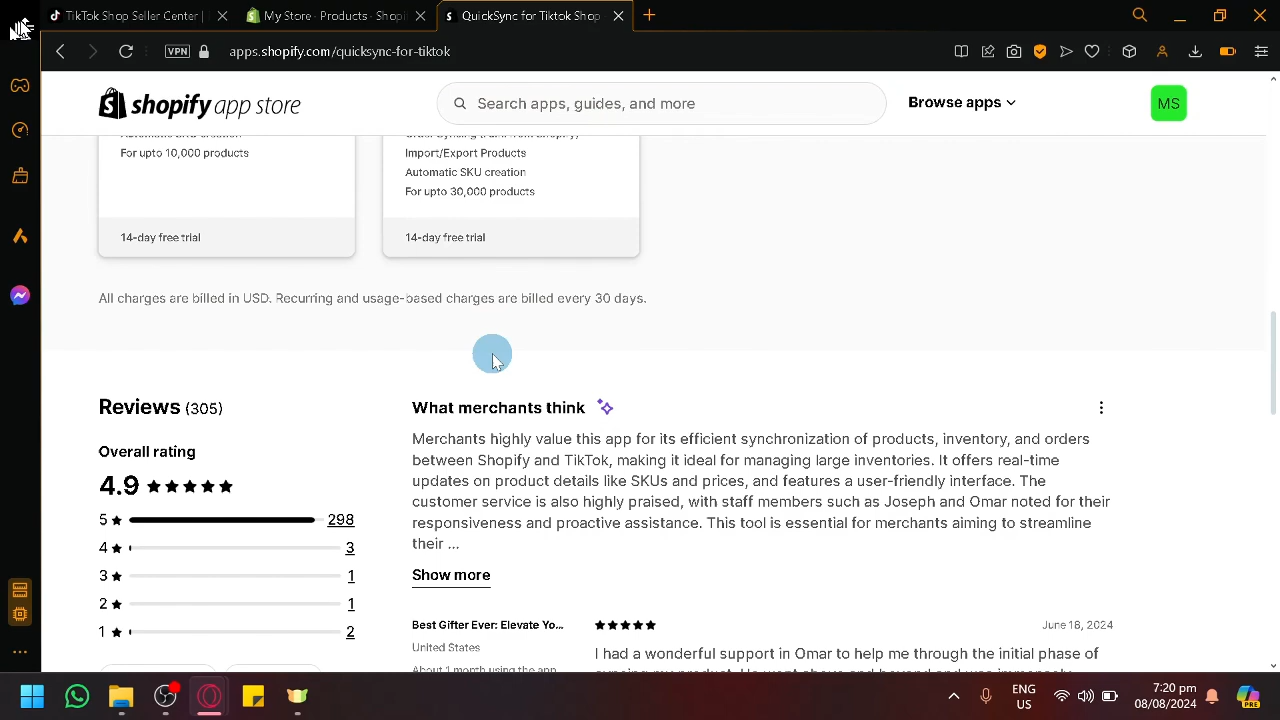 TikTok Shop Seller Center |
My Store - Products · Shopi
QuickSync for Tiktok Shop
VPN
apps.shopify.com/quicksync-for-tiktok
shopify app store
Search apps, guides, and more
Browse apps
MS
For upto 10,000 products
Import/Export Products
Automatic SKU creation
For upto 30,000 products
14-day free trial
14-day free trial
All charges are billed in USD. Recurring and usage-based charges are billed every 30 days.
Reviews (305)
Overall rating
4.9
5 298
4 3
3 1
2 1
1 2
What merchants think
Merchants highly value this app for its efficient synchronization of products, inventory, and orders
between Shopify and TikTok, making it ideal for managing large inventories. It offers real-time
updates on product details like SKUs and prices, and features a user-friendly interface. The
customer service is also highly praised, with staff members such as Joseph and Omar noted for their
responsiveness and proactive assistance. This tool is essential for merchants aiming to streamline
their ...
Show more
Best Gifter Ever: Elevate Yo...
June 18, 2024
United States
About 1 month using the app
I had a wonderful support in Omar to help me through the initial phase of
ENG
US
7:20 pm
08/08/2024
PRE